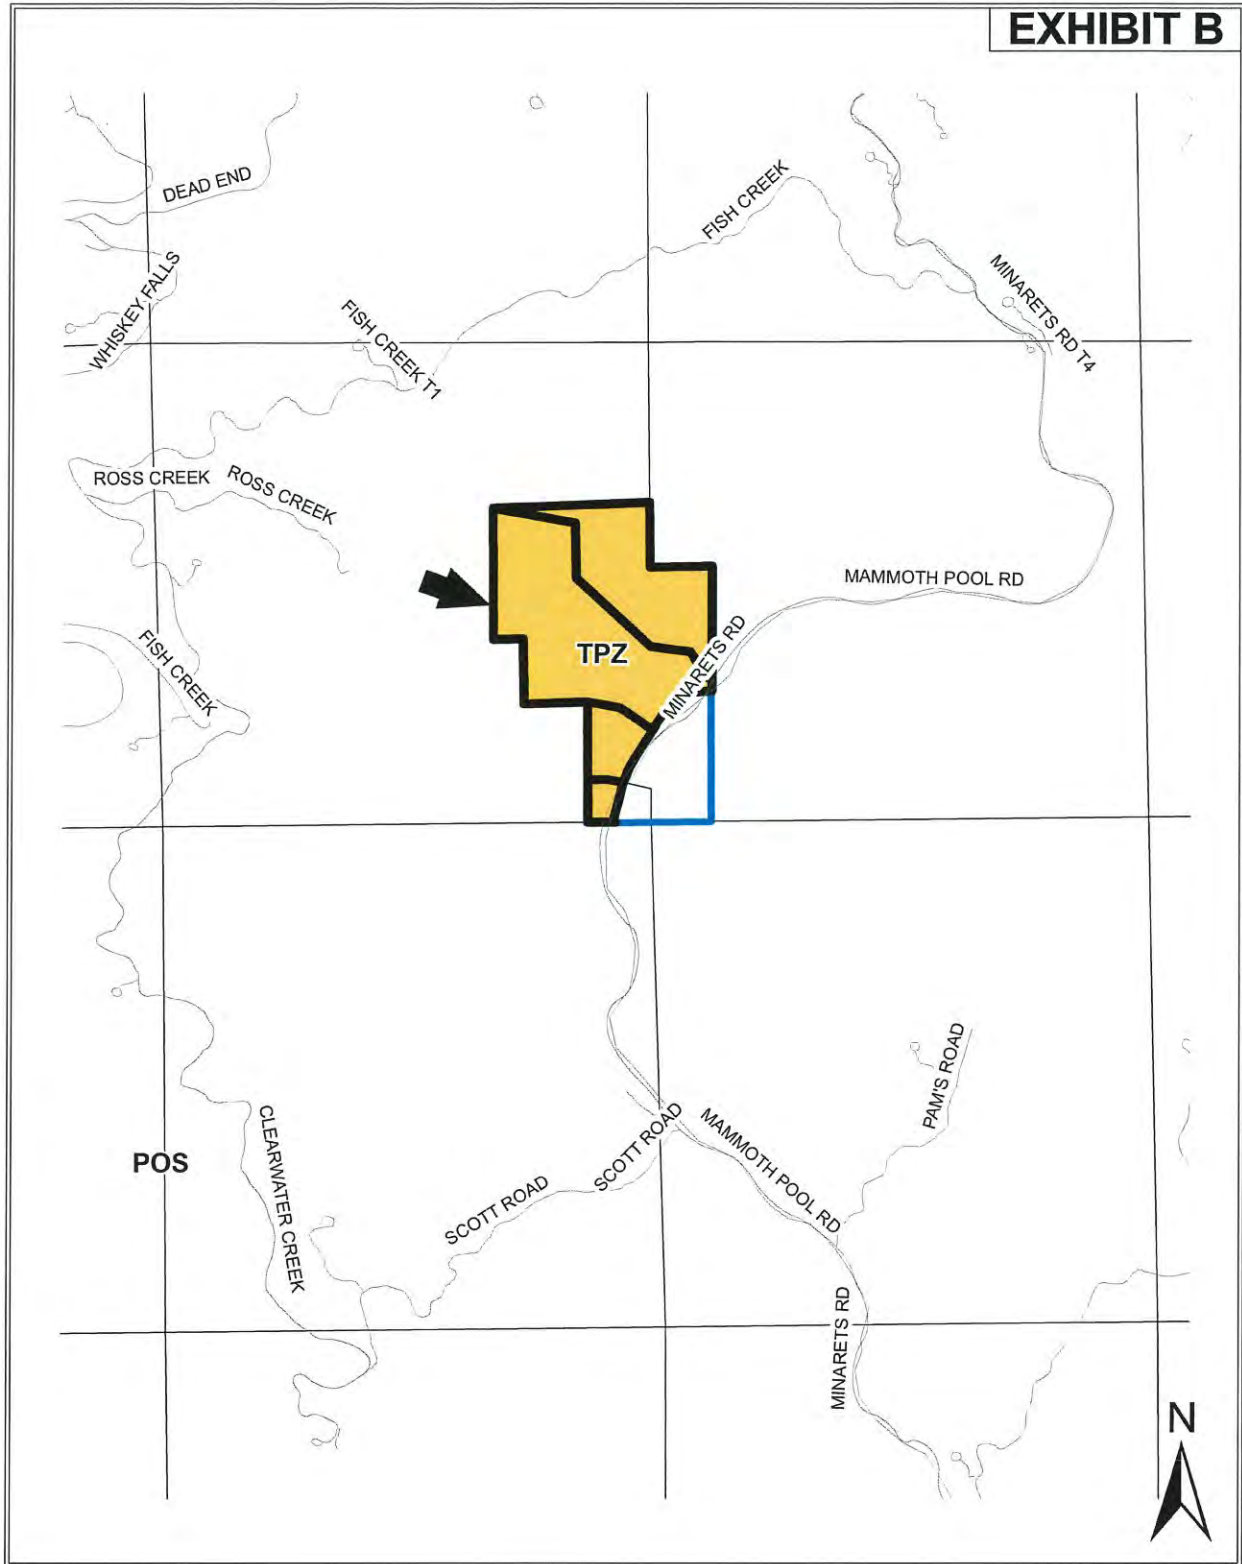 EXHIBIT B
DEAD END
FISH CREEK
WHISKEY FALLS
MINARETS RD T4
FISH CREEK T1
ROSS CREEK
ROSS CREEK
MAMMOTH POOL RD
TPZ
MINARETS RD
FISH CREEK
PAM'S ROAD
CLEARWATER CREEK
SCOTT ROAD
MAMMOTH POOL RD
POS
SCOTT ROAD
MINARETS RD
N